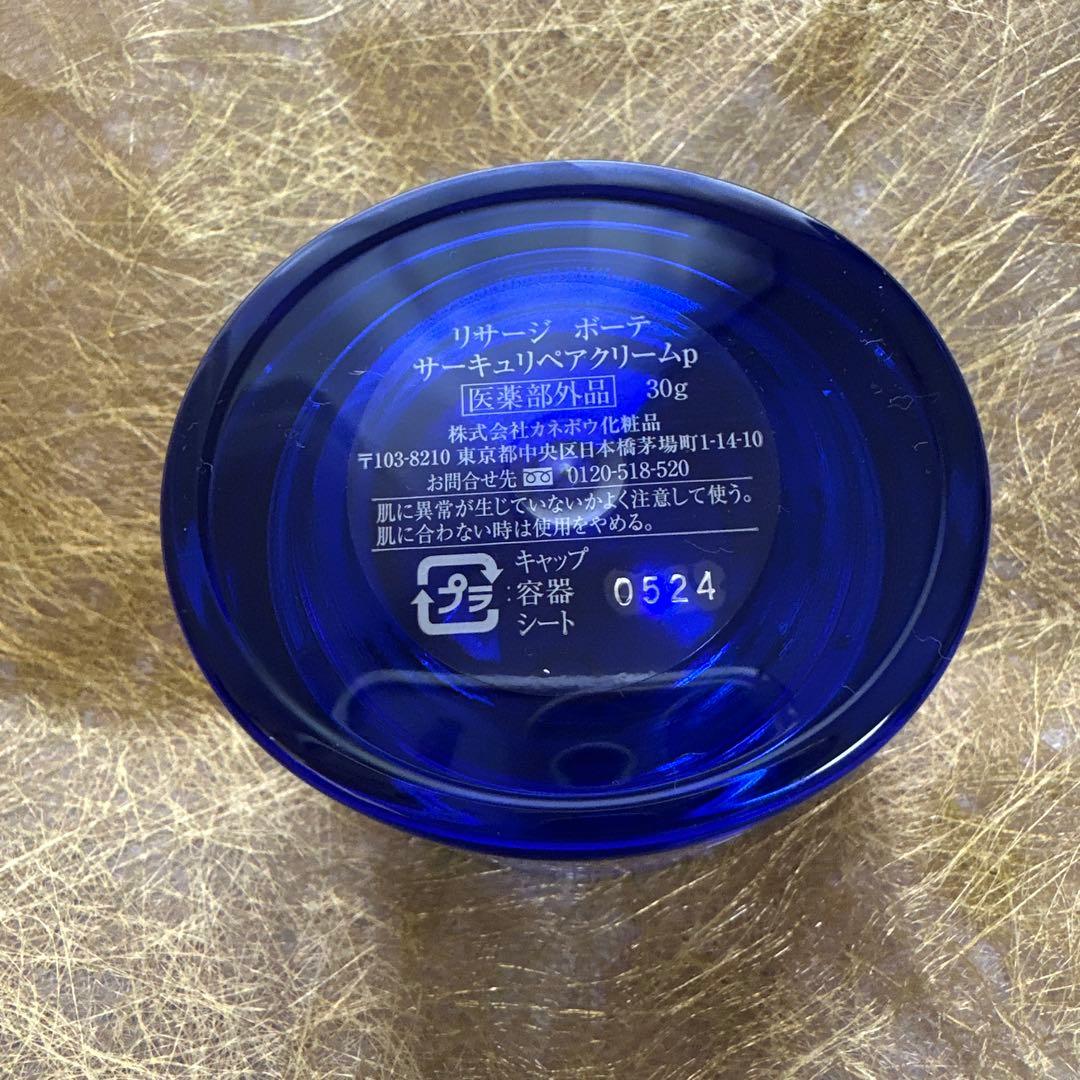 リサージ ボーテ
サーキュリペアクリームp
医薬部外品 30g
株式会社カネボウ化粧品
〒103-8210 東京都中央区日本橋茅場町1-14-10
お問合せ先 0120-518-520
肌に異常が生じていないかよく注意して使う。
肌に合わない時は使用をやめる。
プラ : キャップ
容器
シート
0524